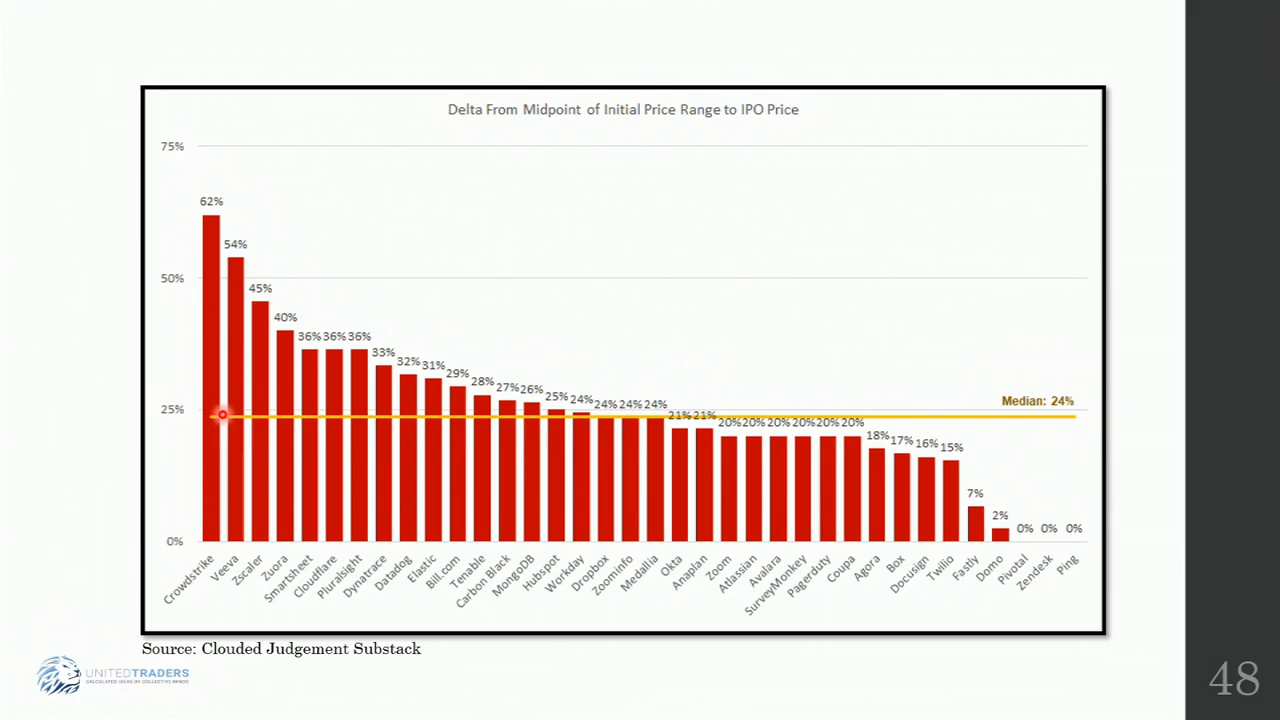 Delta From Midpoint of Initial Price Range to IPO Price
75%
50%
25%
0%
62%
54%
45%
40%
36%
36%
36%
33%
32%
31%
29%
28%
27%
26%
25%
24%
24%
24%
24%
21%
21%
20%
20%
20%
20%
20%
20%
18%
17%
16%
15%
7%
2%
0%
0%
0%
Median: 24%
Crowdstrike
Veeva
Zscaler
Zuora
Smartsheet
Cloudflare
Pluralsight
Dynatrace
Datadog
Elastic
Bill.com
Tenable
Carbon Black
MongoDB
Hubspot
Workday
Dropbox
ZoomInfo
Medallia
Okta
Anaplan
Zoom
Atlassian
Avalara
SurveyMonkey
Pagerduty
Coupa
Agora
Box
Docusign
Twilio
Fastly
Domo
Pivotal
Zendesk
Ping
Source: Clouded Judgement Substack
UNITEDTRADERS
CALCULATED IDEAS BY COLLECTIVE MINDS
48